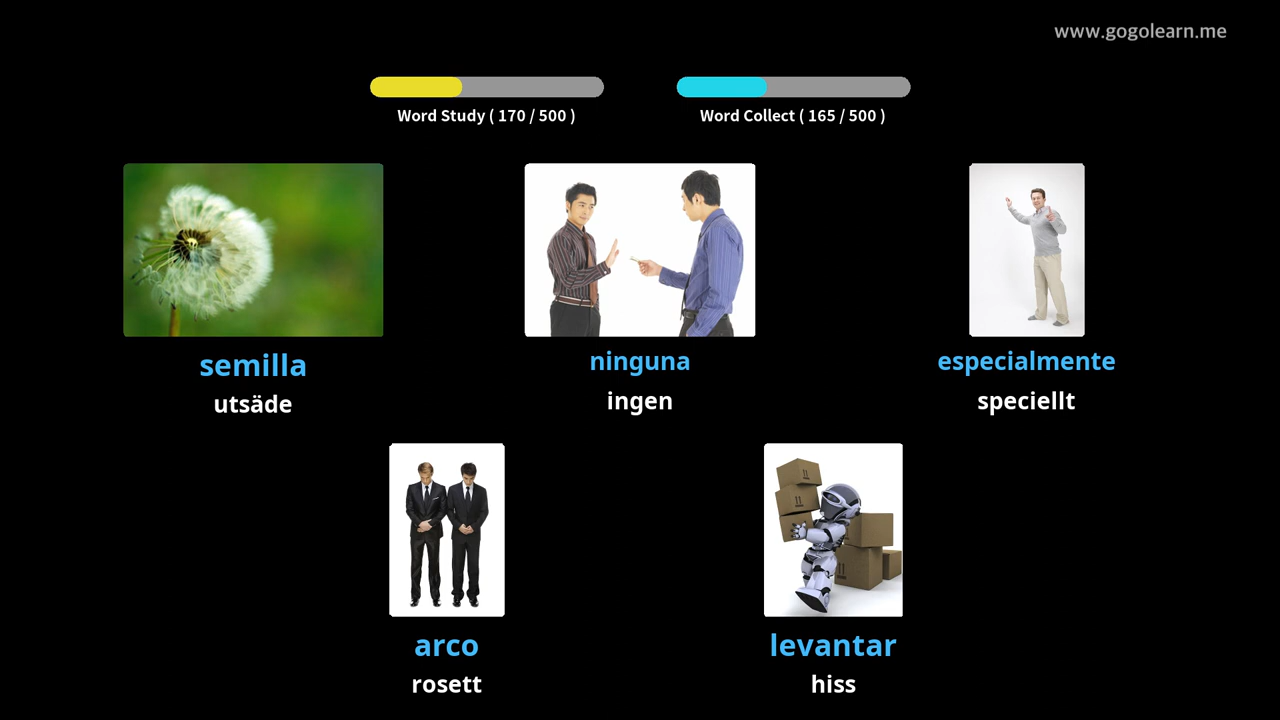 www.gogolearn.me
Word Study ( 170 / 500 )
Word Collect ( 165 / 500 )
semilla
utsäde
ninguna
ingen
especialmente
speciellt
arco
rosett
levantar
hiss